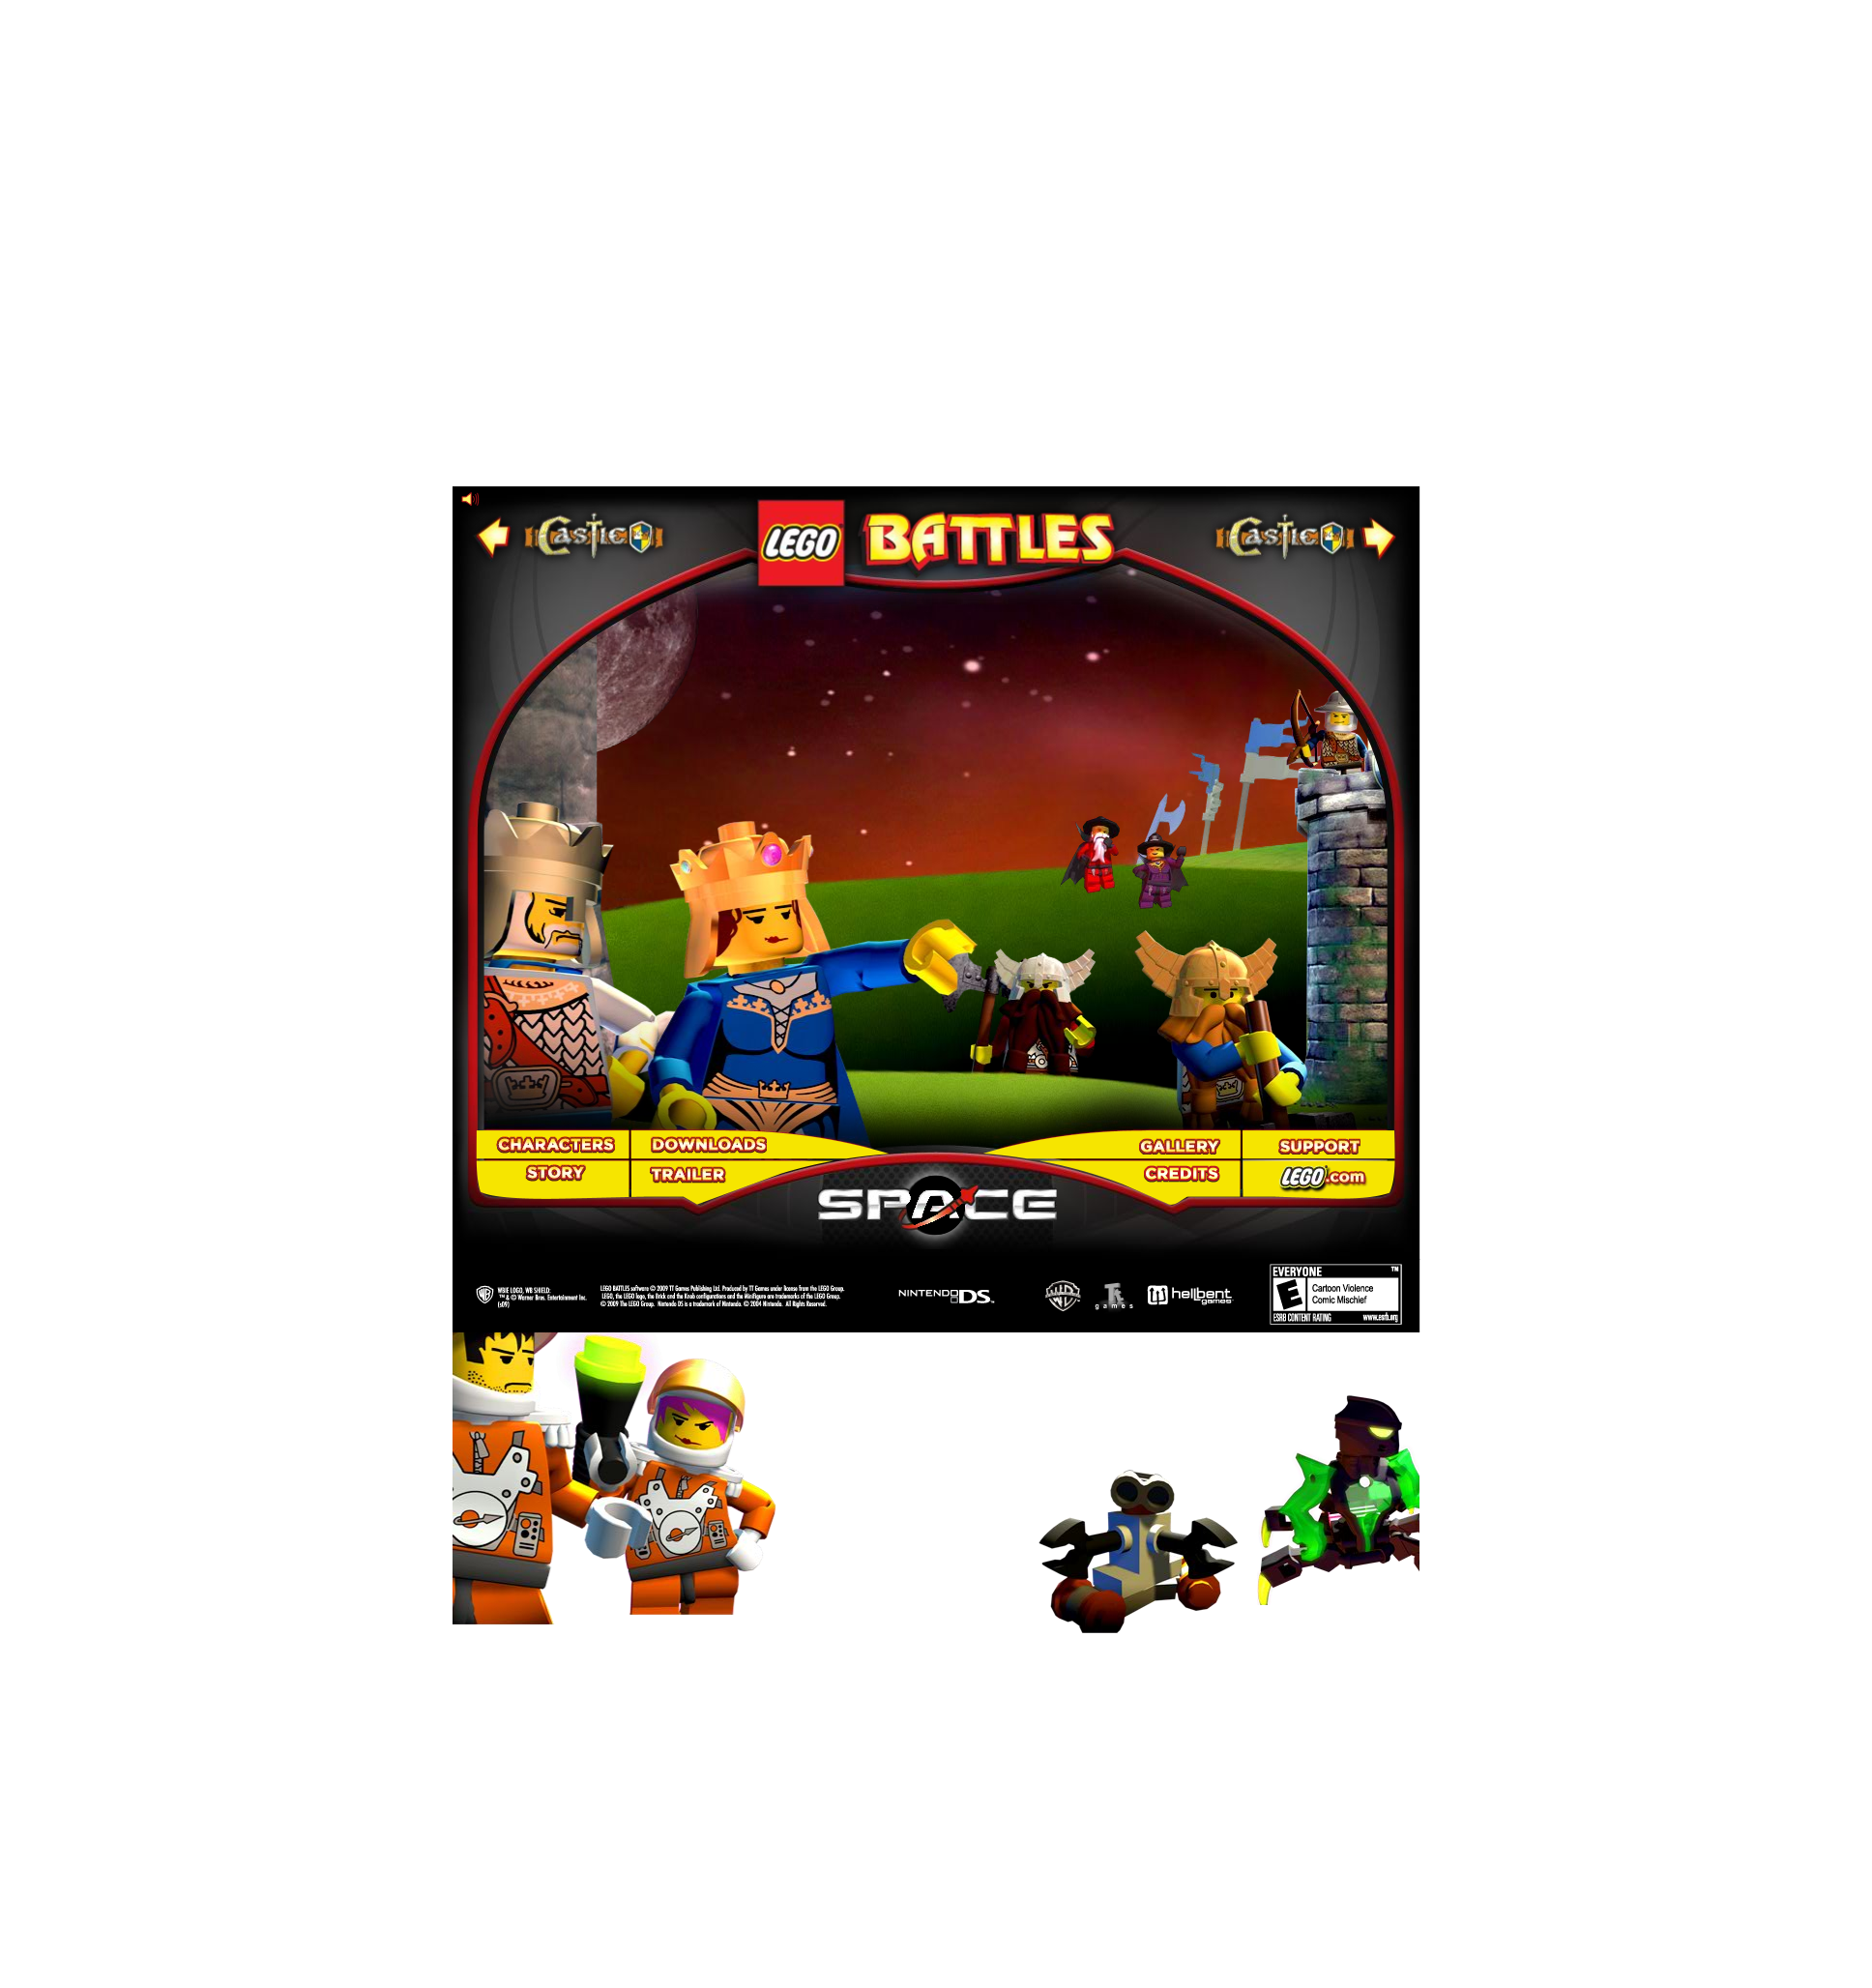 Castle
LEGO
BATTLES
Castle
CHARACTERS
DOWNLOADS
GALLERY
SUPPORT
STORY
TRAILER
CREDITS
LEGO.com
SPACE
WBIE LOGO, WB SHIELD:
™ & © Warner Bros. Entertainment Inc.
(s09)
LEGO BATTLES software © 2009 TT Games Publishing Ltd. Produced by TT Games under license from the LEGO Group.
LEGO, the LEGO logo, the Brick and the Knob configurations and the Minifigure are trademarks of the LEGO Group.
© 2009 The LEGO Group. Nintendo DS is a trademark of Nintendo. © 2004 Nintendo. All Rights Reserved.
NINTENDO DS™
games
hellbent
games
EVERYONE ™
E
Cartoon Violence
Comic Mischief
ESRB CONTENT RATING www.esrb.org